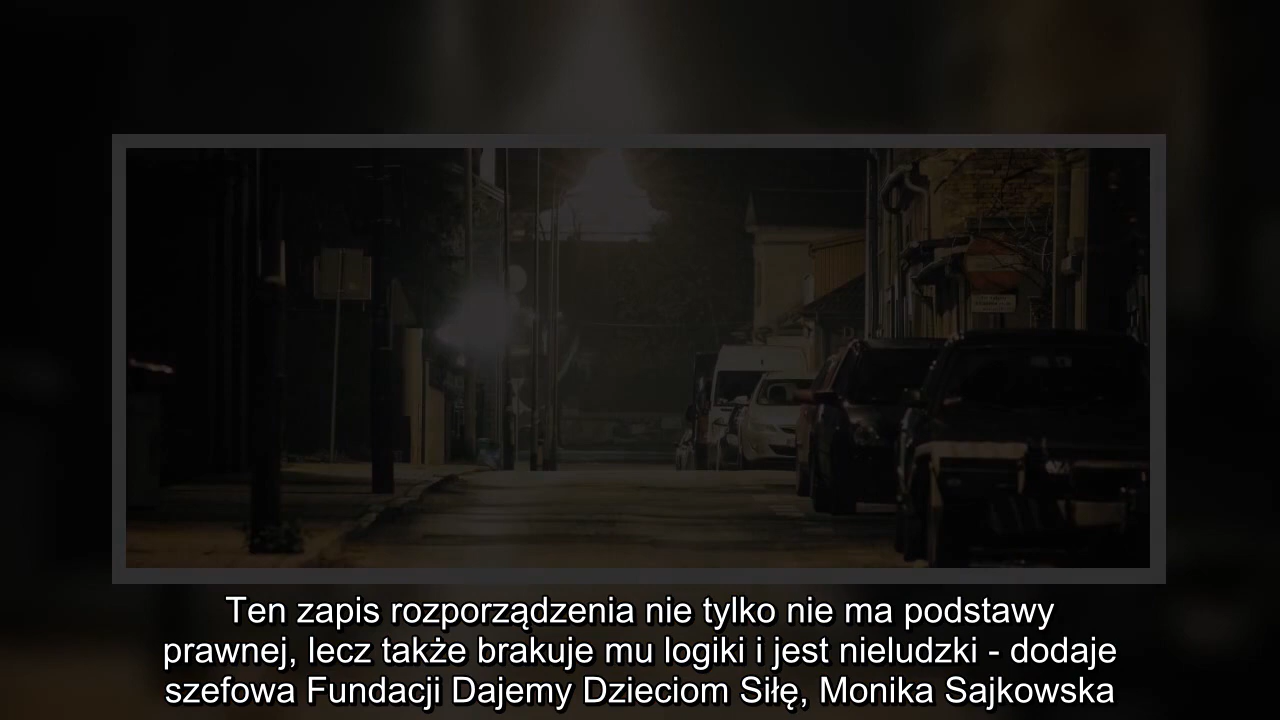 Ten zapis rozporządzenia nie tylko nie ma podstawy
prawnej, lecz także brakuje mu logiki i jest nieludzki - dodaje
szefowa Fundacji Dajemy Dzieciom Siłę, Monika Sajkowska